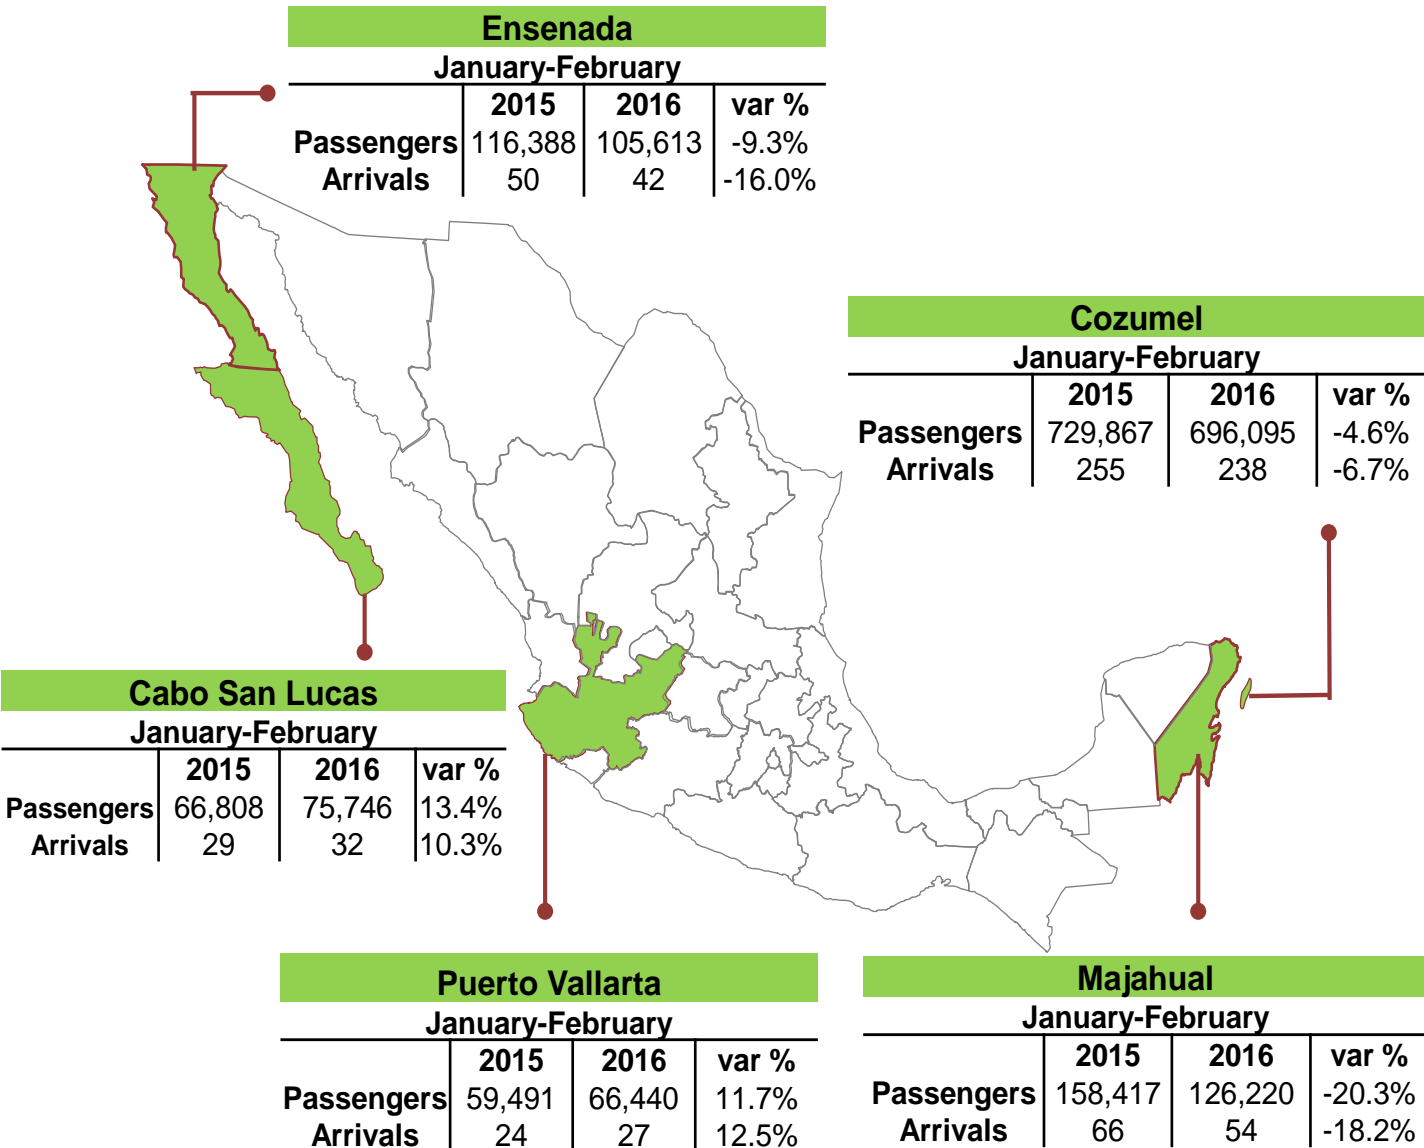 Ensenada
January-February
2015 2016 var %
Passengers 116,388 105,613 -9.3%
Arrivals 50 42 -16.0%
Cozumel
January-February
2015 2016 var %
Passengers 729,867 696,095 -4.6%
Arrivals 255 238 -6.7%
Cabo San Lucas
January-February
2015 2016 var %
Passengers 66,808 75,746 13.4%
Arrivals 29 32 10.3%
Puerto Vallarta
January-February
2015 2016 var %
Passengers 59,491 66,440 11.7%
Arrivals 24 27 12.5%
Majahual
January-February
2015 2016 var %
Passengers 158,417 126,220 -20.3%
Arrivals 66 54 -18.2%